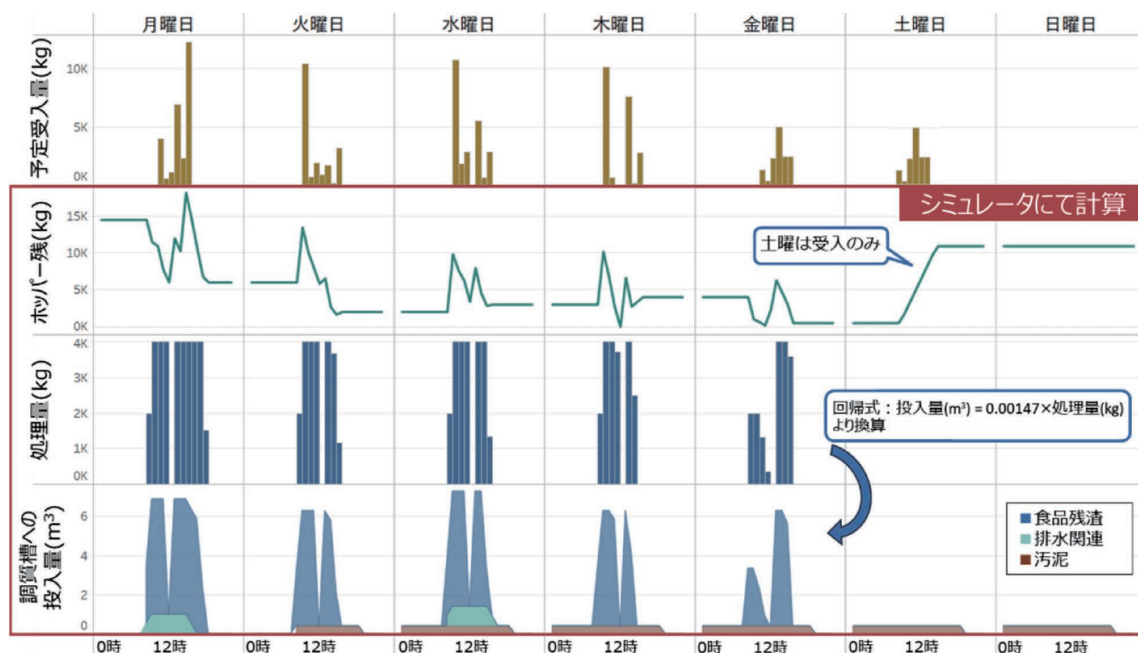 月曜日 火曜日 水曜日 木曜日 金曜日 土曜日 日曜日
予定受入量(kg)
10K
5K
0K
シミュレータにて計算
ホッパー残(kg)
15K
10K
5K
0K
土曜は受入のみ
処理量(kg)
4K
3K
2K
1K
0K
回帰式：投入量(m³) = 0.00147×処理量(kg)
より換算
調質槽への
投入量(m³)
6
4
2
0
食品残渣
排水関連
汚泥
0時 12時 0時 12時 0時 12時 0時 12時 0時 12時 0時 12時 0時 12時